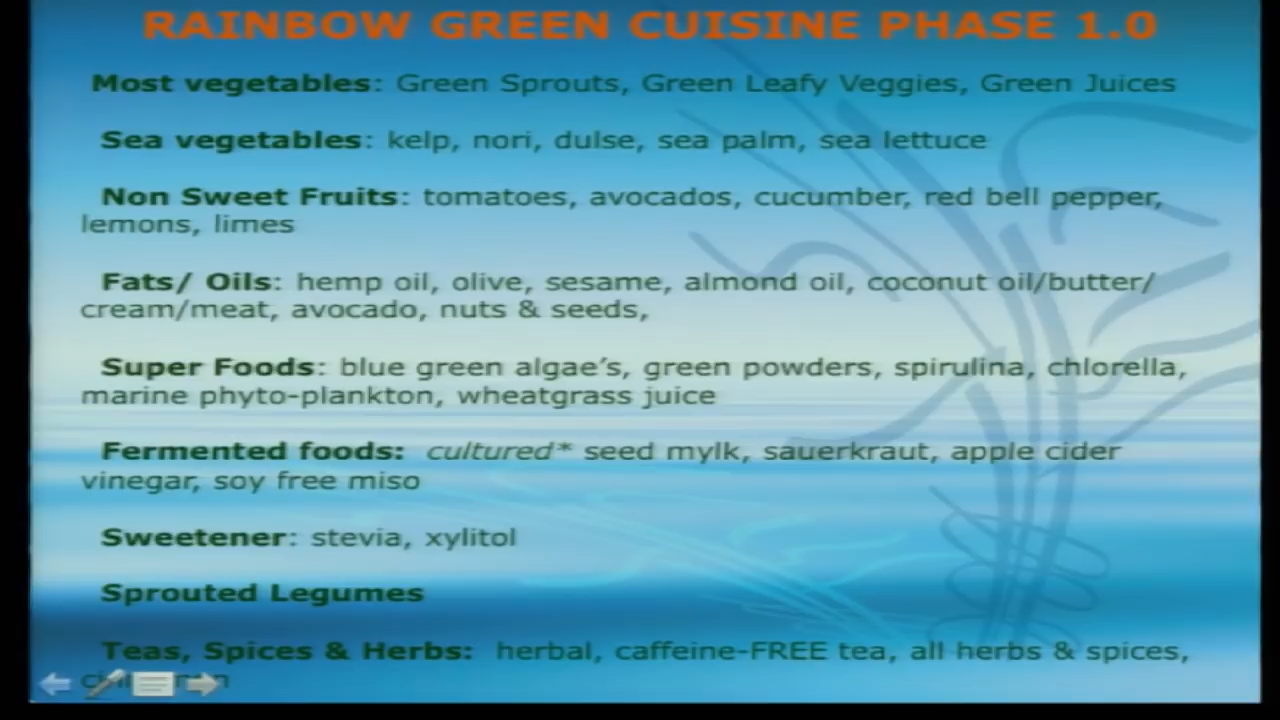 RAINBOW GREEN CUISINE PHASE 1.0
Most vegetables: Green Sprouts, Green Leafy Veggies, Green Juices
Sea vegetables: kelp, nori, dulse, sea palm, sea lettuce
Non Sweet Fruits: tomatoes, avocados, cucumber, red bell pepper,
lemons, limes
Fats/ Oils: hemp oil, olive, sesame, almond oil, coconut oil/butter/
cream/meat, avocado, nuts & seeds,
Super Foods: blue green algae's, green powders, spirulina, chlorella,
marine phyto-plankton, wheatgrass juice
Fermented foods: cultured* seed mylk, sauerkraut, apple cider
vinegar, soy free miso
Sweetener: stevia, xylitol
Sprouted Legumes
Teas, Spices & Herbs: herbal, caffeine-FREE tea, all herbs & spices,